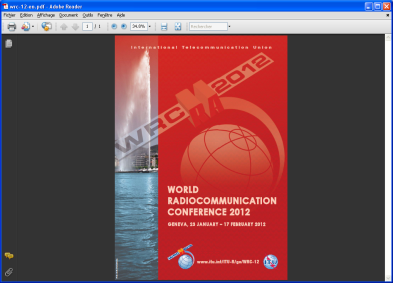 wrc-12-en.pdf - Adobe Reader
Fichier Edition Affichage Document Outils Fenêtre Aide
1 / 1 34,0% Rechercher
International Telecommunication Union
WRC 2012
WORLD
RADIOCOMMUNICATION
CONFERENCE 2012
GENEVA, 23 JANUARY – 17 FEBRUARY 2012
www.itu.int/ITU-R/go/WRC-12